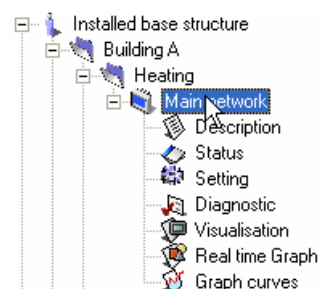 Installed base structure
Building A
Heating
Main network
Description
Status
Setting
Diagnostic
Visualisation
Real time Graph
Graph curves